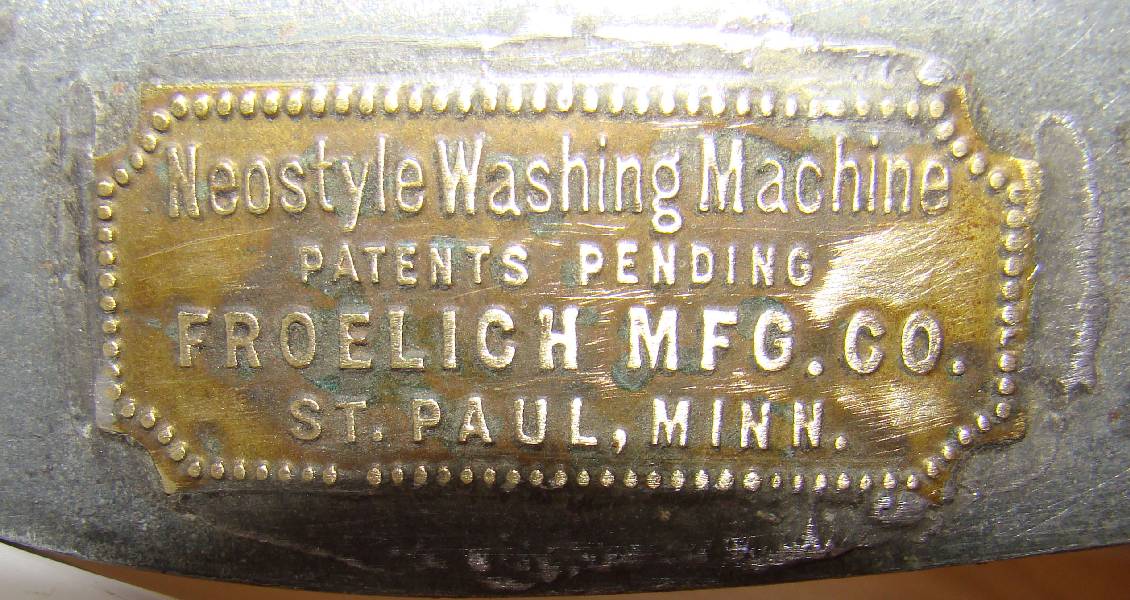 Neostyle Washing Machine
PATENTS PENDING
FROELICH MFG. CO.
ST. PAUL, MINN.